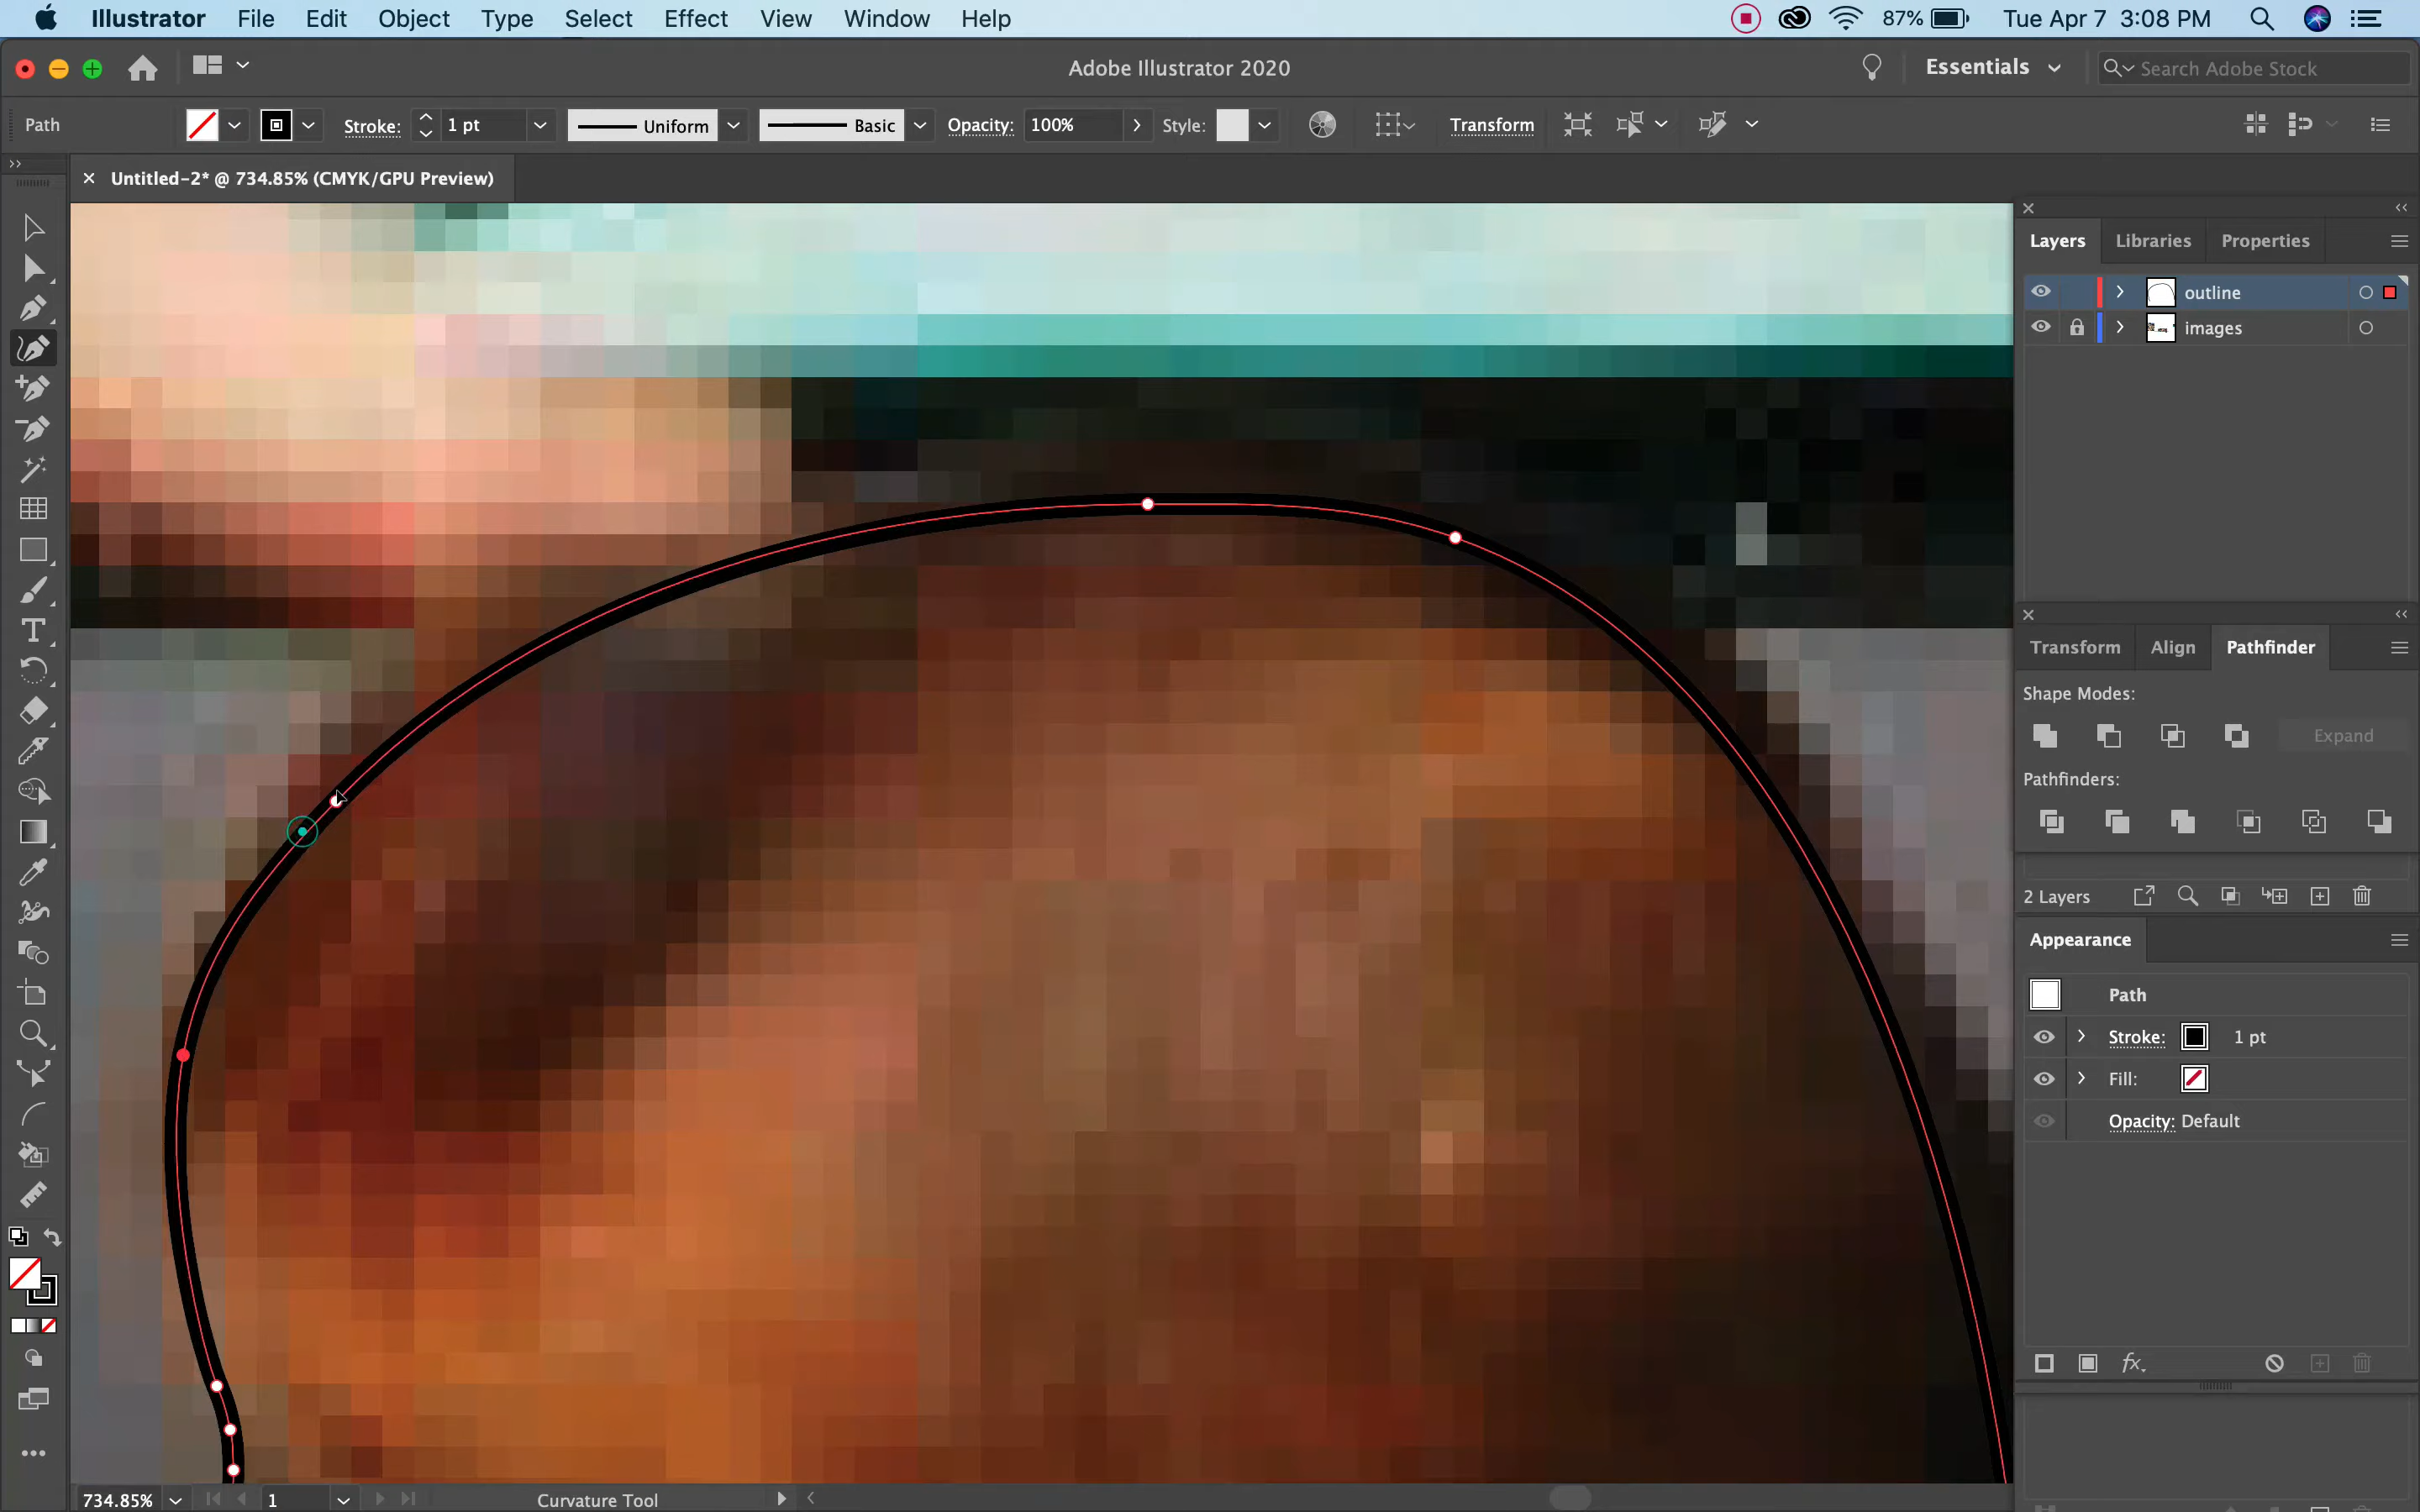 Illustrator File Edit Object Type Select Effect View Window Help 87% Tue Apr 7 3:08 PM
Adobe Illustrator 2020 Essentials Search Adobe Stock
Path Stroke: 1 pt Uniform Basic Opacity: 100% Style: Transform
Untitled-2* @ 734.85% (CMYK/GPU Preview)
Layers Libraries Properties
outline
images
Transform Align Pathfinder
Shape Modes:
Expand
Pathfinders:
2 Layers
Appearance
Path
Stroke: 1 pt
Fill:
Opacity: Default
fx
734.85% 1 Curvature Tool